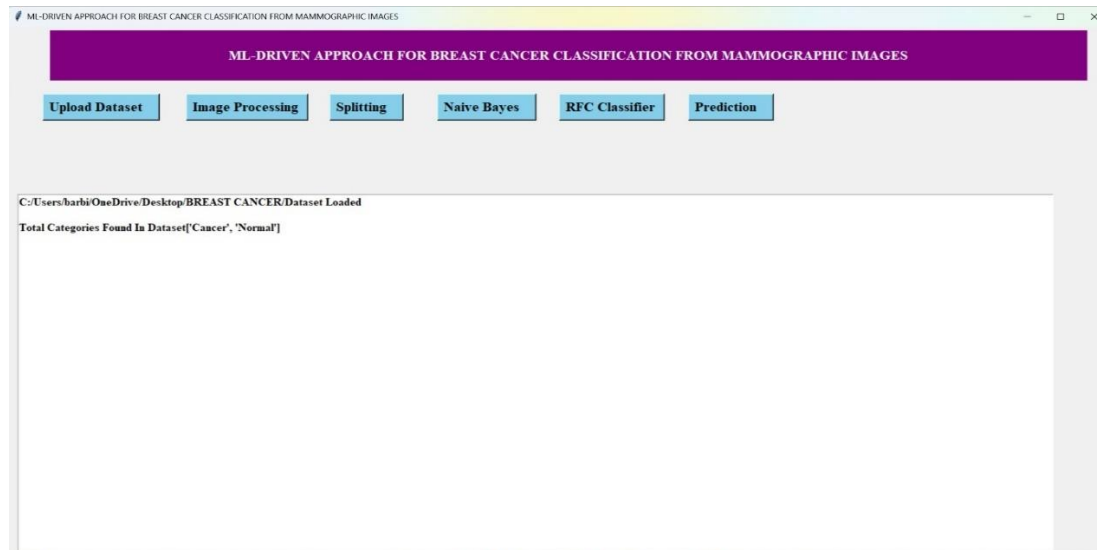 ML-DRIVEN APPROACH FOR BREAST CANCER CLASSIFICATION FROM MAMMOGRAPHIC IMAGES
ML-DRIVEN APPROACH FOR BREAST CANCER CLASSIFICATION FROM MAMMOGRAPHIC IMAGES
Upload Dataset Image Processing Splitting Naive Bayes RFC Classifier Prediction
C:/Users/barbi/OneDrive/Desktop/BREAST CANCER/Dataset Loaded
Total Categories Found In Dataset['Cancer', 'Normal']